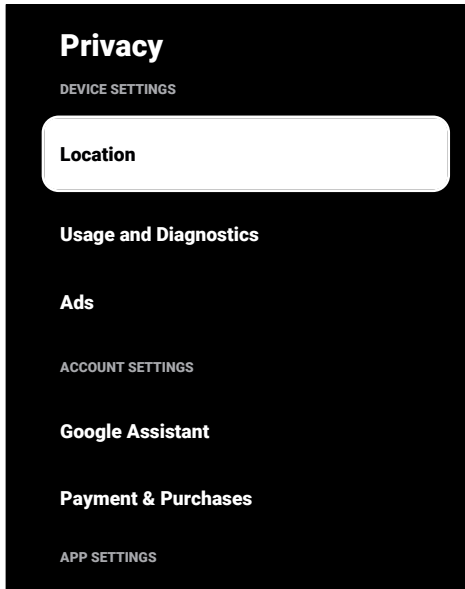 Privacy
DEVICE SETTINGS
Location
Usage and Diagnostics
Ads
ACCOUNT SETTINGS
Google Assistant
Payment & Purchases
APP SETTINGS